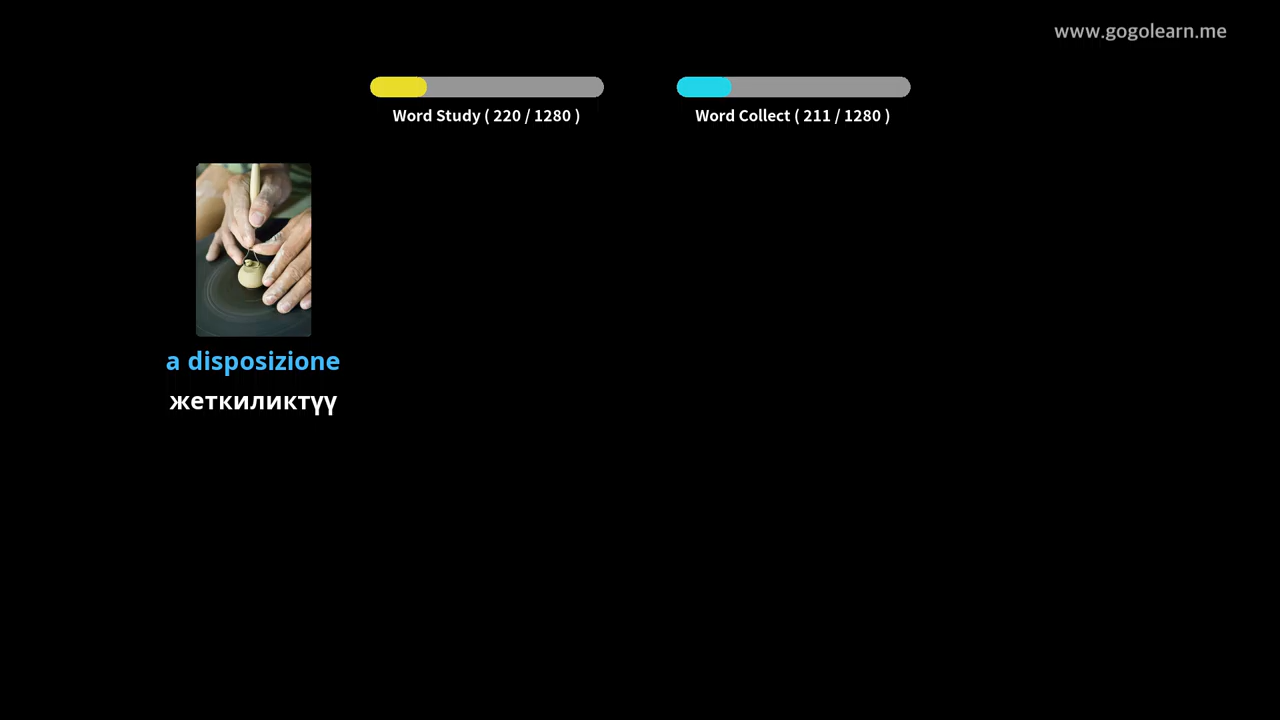 www.gogolearn.me
Word Study ( 220 / 1280 )
Word Collect ( 211 / 1280 )
a disposizione
жеткиликтүү